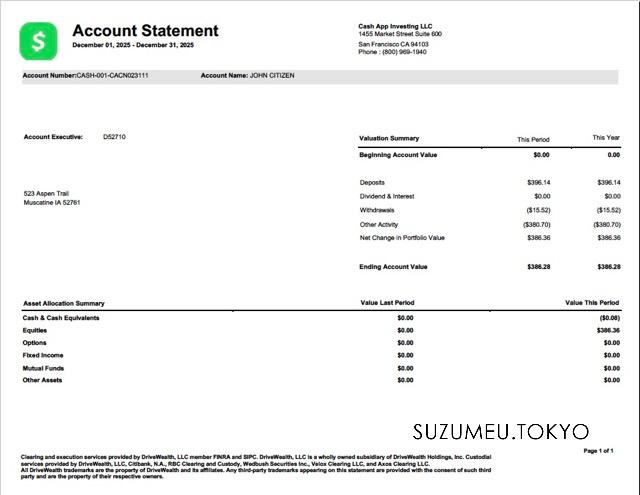 Account Statement
December 01, 2025 - December 31, 2025
Cash App Investing LLC
1455 Market Street Suite 600
San Francisco CA 94103
Phone : (800) 969-1940
Account Number:CASH-001-CACN023111 Account Name: JOHN CITIZEN
Account Executive: D52710
523 Aspen Trail
Muscatine IA 52761
Valuation Summary This Period This Year
Beginning Account Value $0.00 0.00
Deposits $396.14 $396.14
Dividend & Interest $0.00 $0.00
Withdrawals ($15.52) ($15.52)
Other Activity ($380.70) ($380.70)
Net Change in Portfolio Value $386.36 $386.36
Ending Account Value $386.28 $386.28
Asset Allocation Summary Value Last Period Value This Period
Cash & Cash Equivalents $0.00 ($0.08)
Equities $0.00 $386.36
Options $0.00 $0.00
Fixed Income $0.00 $0.00
Mutual Funds $0.00 $0.00
Other Assets $0.00 $0.00
SUZUMEU.TOKYO
Page 1 of 1
Clearing and execution services provided by DriveWealth, LLC member FINRA and SIPC. DriveWealth, LLC is a wholly owned subsidiary of DriveWealth Holdings, Inc. Custodial
services provided by DriveWealth, LLC, Citibank, N.A., RBC Clearing and Custody, Wedbush Securities Inc., Velox Clearing LLC, and Axos Clearing LLC.
All DriveWealth trademarks are the property of DriveWealth and its affiliates. Any third-party trademarks appearing on this statement are provided with the consent of such third
party and are the property of their respective owners.